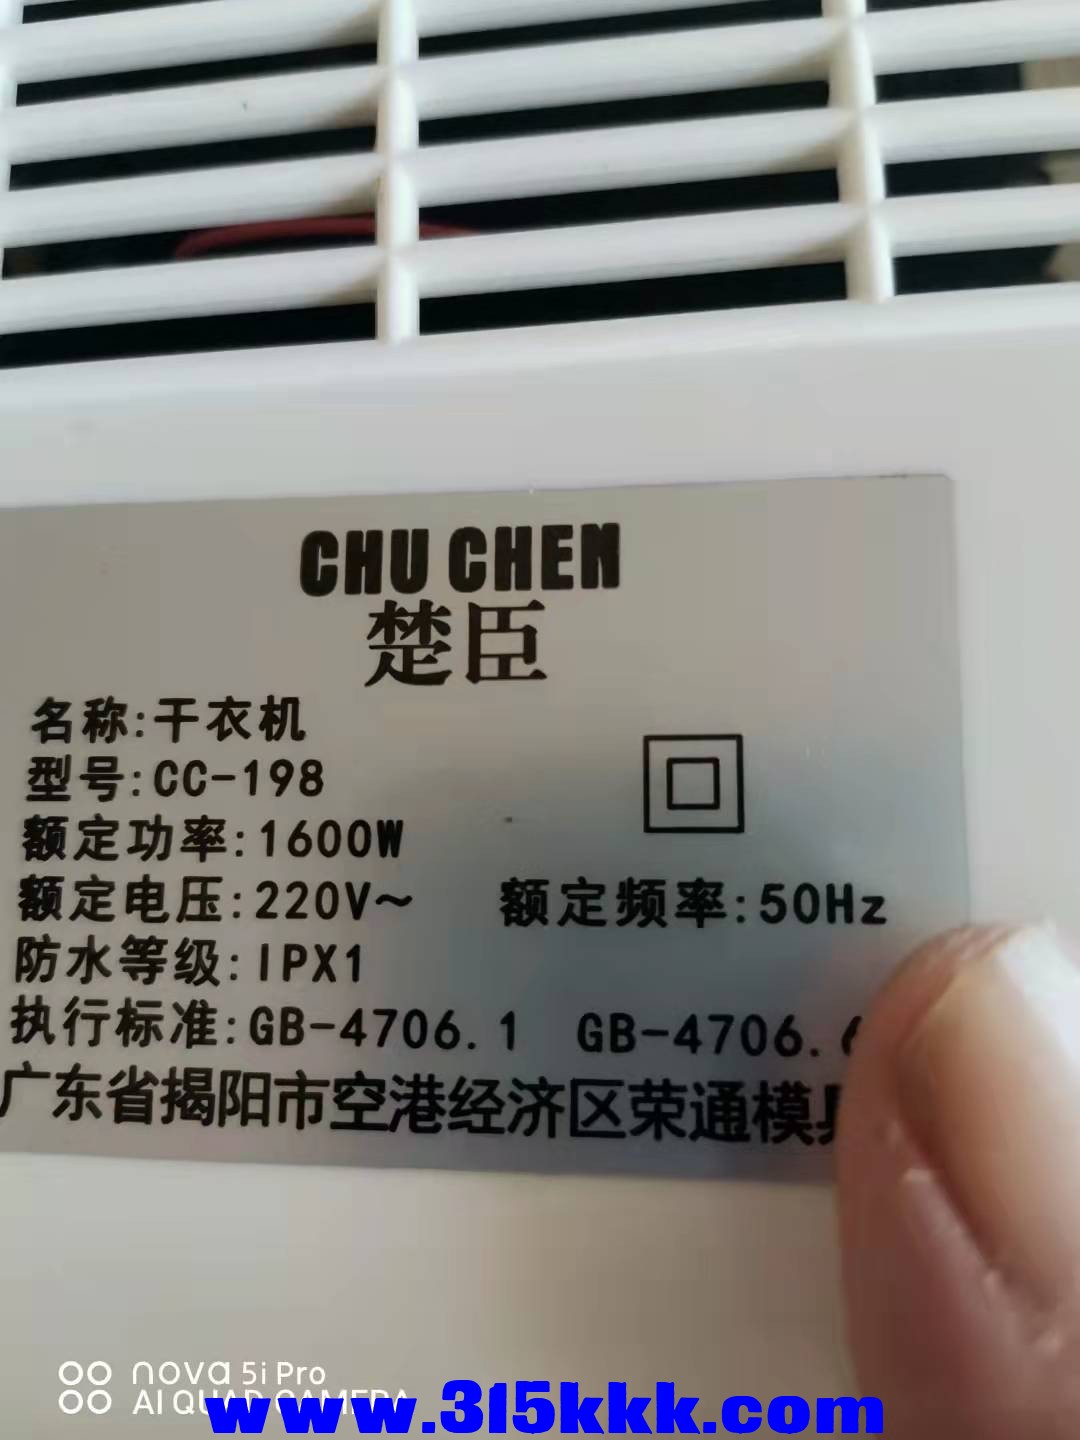 CHU CHEN
楚臣
名称:干衣机
型号:CC-198
额定功率:1600W
额定电压:220V~ 额定频率:50Hz
防水等级:IPX1
执行标准:GB-4706.1 GB-4706.
广东省揭阳市空港经济区荣通模
nova 5i Pro
AI QUAD CAMERA
www.315kkk.com